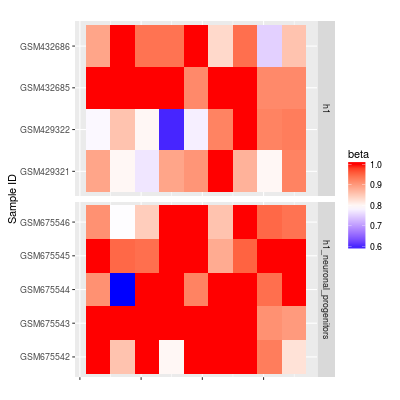 GSM432686
GSM432685
GSM429322
GSM429321
h1
GSM675546
GSM675545
GSM675544
GSM675543
GSM675542
h1_neuronal_progenitors
Sample ID
beta
1.0
0.9
0.8
0.7
0.6